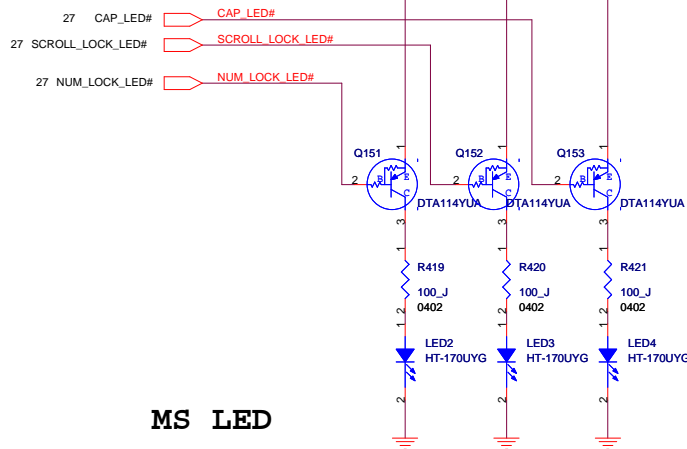 27 CAP_LED# CAP_LED#
27 SCROLL_LOCK_LED# SCROLL_LOCK_LED#
27 NUM_LOCK_LED# NUM_LOCK_LED#
1 1 1
Q151 Q152 Q153
2 B E C 2 B E C 2 B E C
DTA114YUA DTA114YUA DTA114YUA
3 3 3
1 1 1
R419 R420 R421
100_J 100_J 100_J
0402 0402 0402
2 2 2
1 1 1
LED2 LED3 LED4
HT-170UYG HT-170UYG HT-170UYG
2 2 2
MS LED